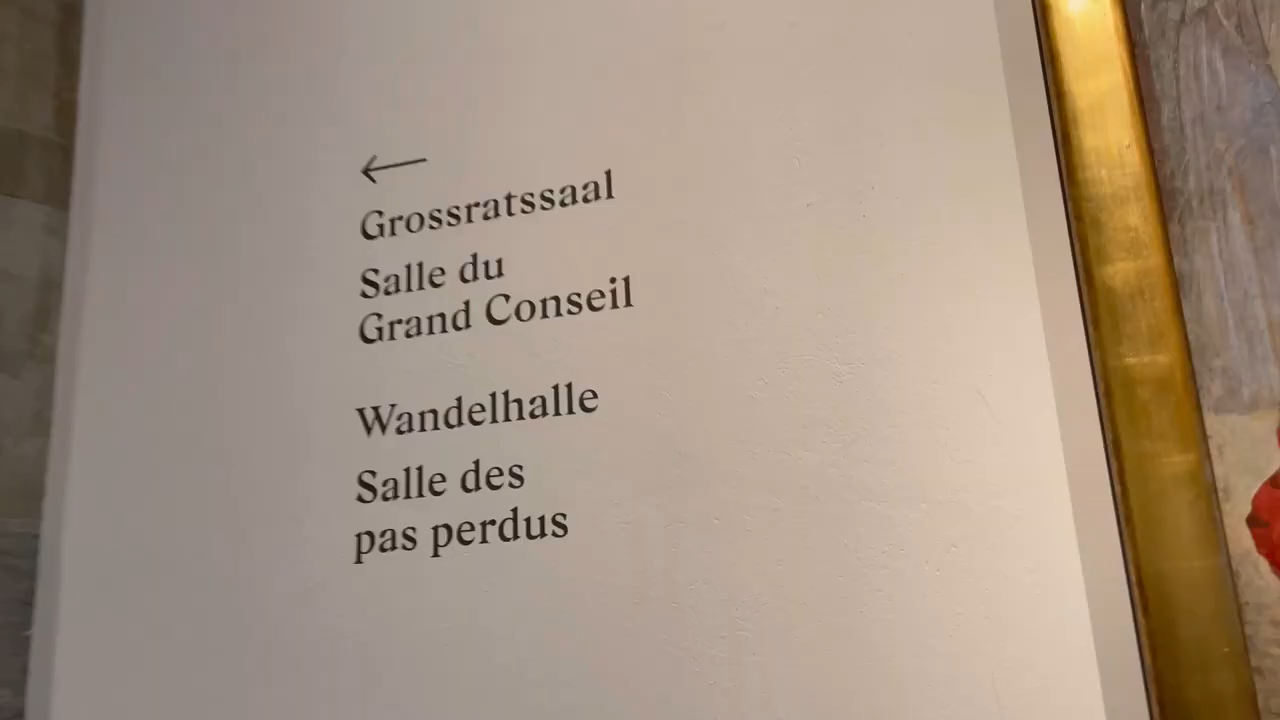 ←
Grossratssaal
Salle du
Grand Conseil
Wandelhalle
Salle des
pas perdus